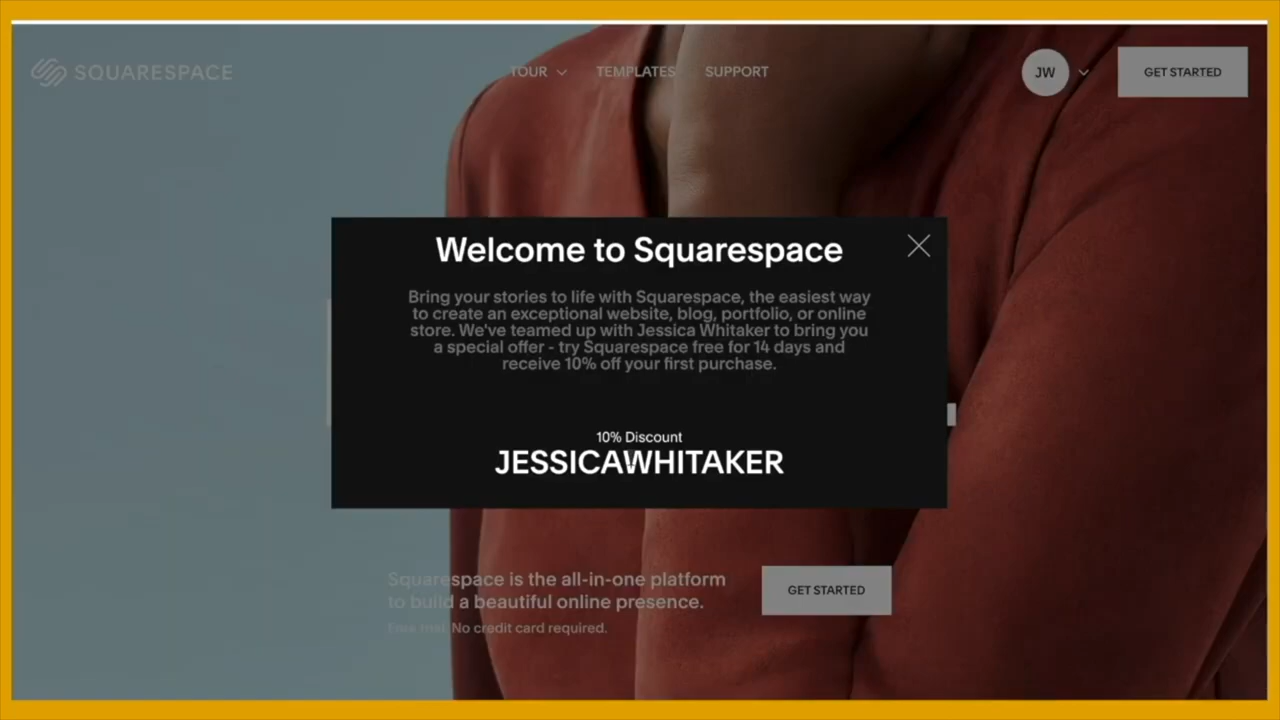 SQUARESPACE
TOUR
TEMPLATES
SUPPORT
JW
GET STARTED
Welcome to Squarespace
Bring your stories to life with Squarespace, the easiest way
to create an exceptional website, blog, portfolio, or online
store. We've teamed up with Jessica Whitaker to bring you
a special offer - try Squarespace free for 14 days and
receive 10% off your first purchase.
10% Discount
JESSICAWHITAKER
Squarespace is the all-in-one platform
to build a beautiful online presence.
GET STARTED
Free trial. No credit card required.